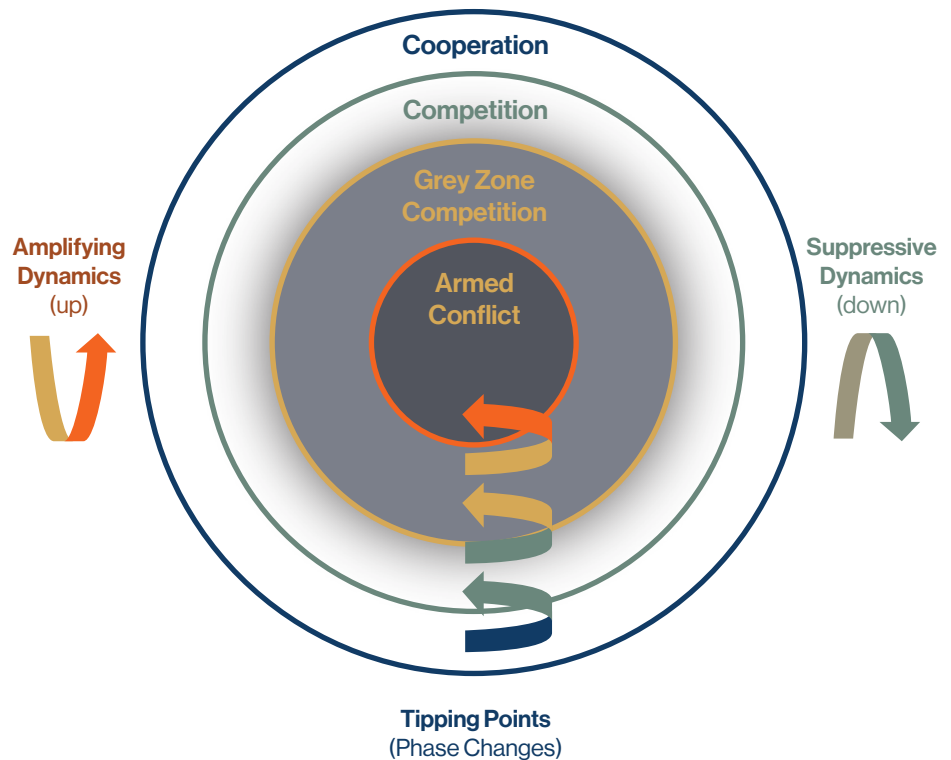 Cooperation
Competition
Grey Zone
Competition
Armed
Conflict
Amplifying
Dynamics
(up)
Suppressive
Dynamics
(down)
Tipping Points
(Phase Changes)